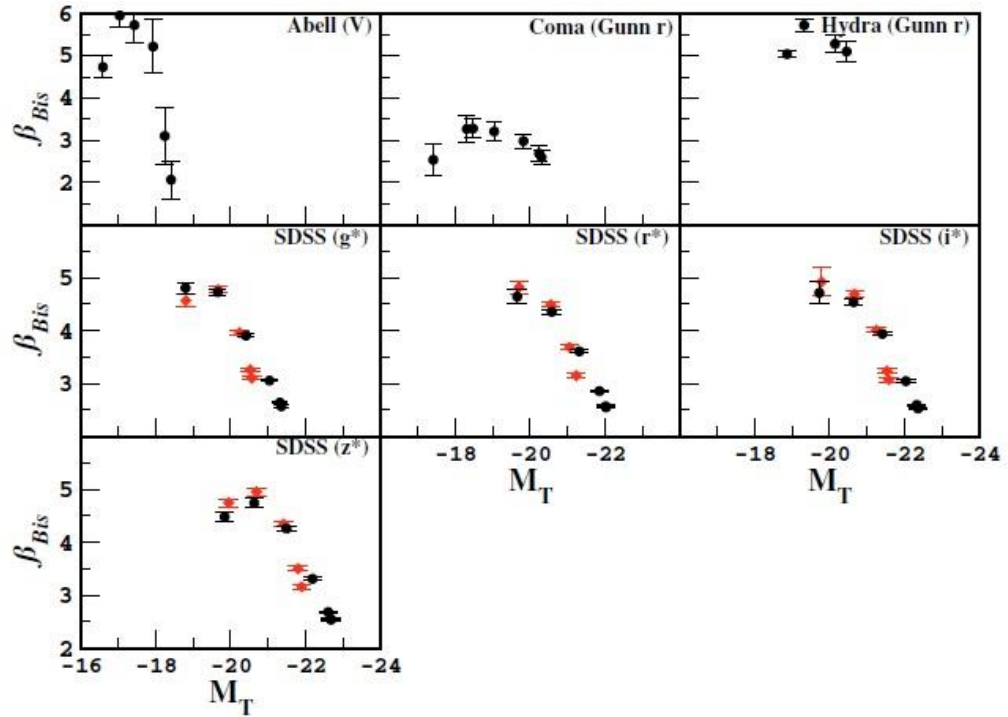 6
Abell (V)
Coma (Gunn r)
Hydra (Gunn r)
5
4
3
2
β_Bis
SDSS (g*)
SDSS (r*)
SDSS (i*)
5
4
3
β_Bis
-18 -20 -22
-18 -20 -22 -24
M_T
M_T
SDSS (z*)
5
4
3
2
β_Bis
-16 -18 -20 -22 -24
M_T